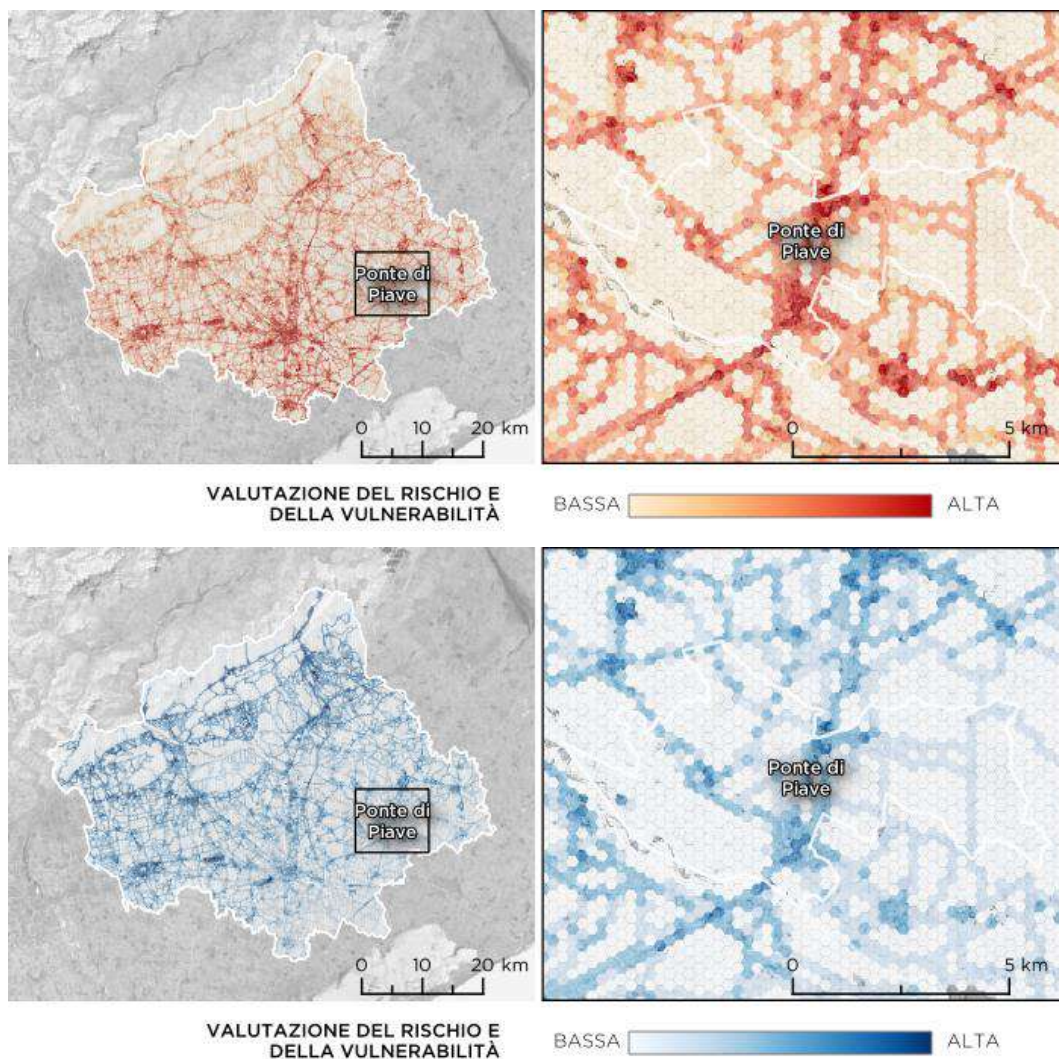 Ponte di
Piave
0 10 20 km
Ponte di
Piave
0 5 km
VALUTAZIONE DEL RISCHIO E
DELLA VULNERABILITÀ
BASSA ALTA
Ponte di
Piave
0 10 20 km
Ponte di
Piave
0 5 km
VALUTAZIONE DEL RISCHIO E
DELLA VULNERABILITÀ
BASSA ALTA